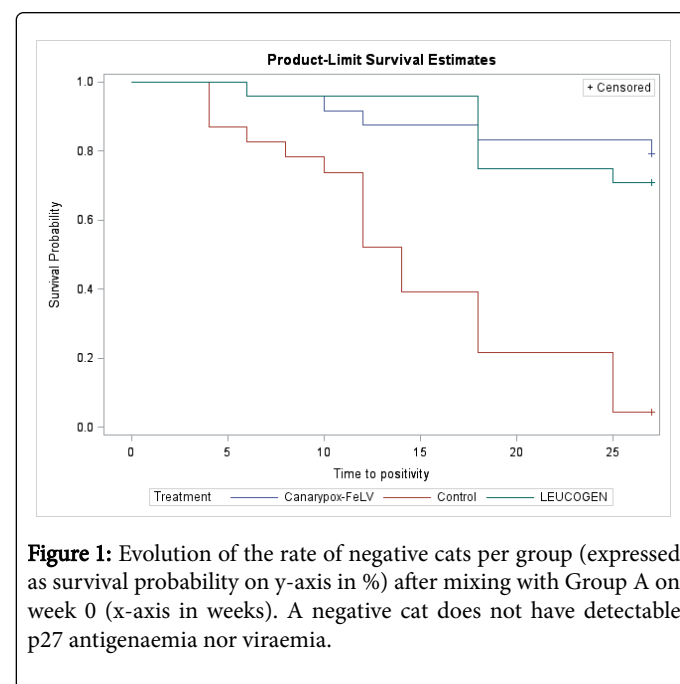 Product-Limit Survival Estimates
+ Censored
1.0
0.8
0.6
0.4
0.2
0.0
Survival Probability
0 5 10 15 20 25
Time to positivity
Treatment Canarypox-FeLV Control LEUCOGEN
Figure 1: Evolution of the rate of negative cats per group (expressed
as survival probability on y-axis in %) after mixing with Group A on
week 0 (x-axis in weeks). A negative cat does not have detectable
p27 antigenaemia nor viraemia.